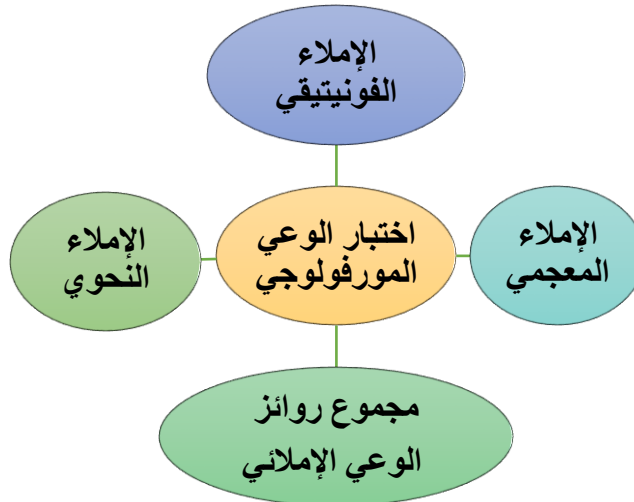 الإملاء
الفونيتيقي
اختبار الوعي
المورفولوجي
الإملاء
المعجمي
الإملاء
النحوي
مجموع روائز
الوعي الإملائي